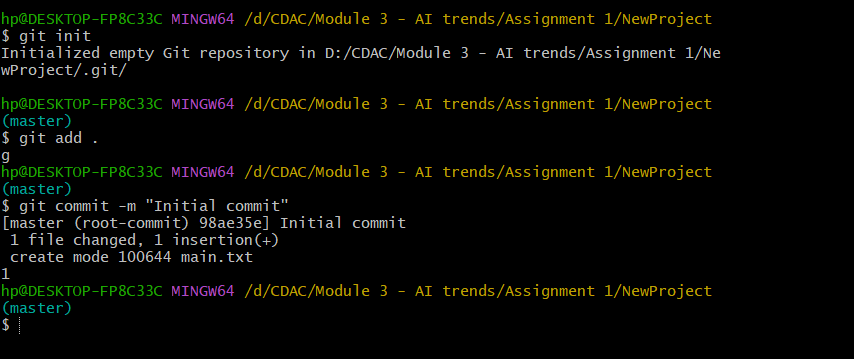 hp@DESKTOP-FP8C33C MINGW64 /d/CDAC/Module 3 - AI trends/Assignment 1/NewProject
$ git init
Initialized empty Git repository in D:/CDAC/Module 3 - AI trends/Assignment 1/Ne
wProject/.git/
hp@DESKTOP-FP8C33C MINGW64 /d/CDAC/Module 3 - AI trends/Assignment 1/NewProject
(master)
$ git add .
g
hp@DESKTOP-FP8C33C MINGW64 /d/CDAC/Module 3 - AI trends/Assignment 1/NewProject
(master)
$ git commit -m "Initial commit"
[master (root-commit) 98ae35e] Initial commit
 1 file changed, 1 insertion(+)
 create mode 100644 main.txt
1
hp@DESKTOP-FP8C33C MINGW64 /d/CDAC/Module 3 - AI trends/Assignment 1/NewProject
(master)
$